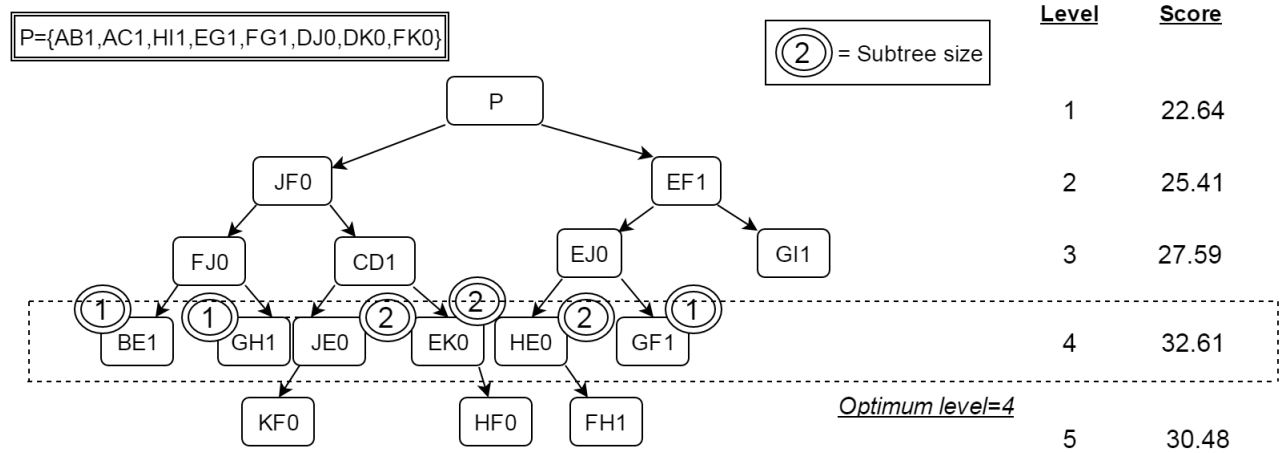 Level Score
P={AB1,AC1,HI1,EG1,FG1,DJ0,DK0,FK0}
2 = Subtree size
P
1 22.64
JF0 EF1
2 25.41
FJ0 CD1 EJ0 GI1
3 27.59
1 1 2 2 2 1
BE1 GH1 JE0 EK0 HE0 GF1
4 32.61
Optimum level=4
KF0 HF0 FH1
5 30.48